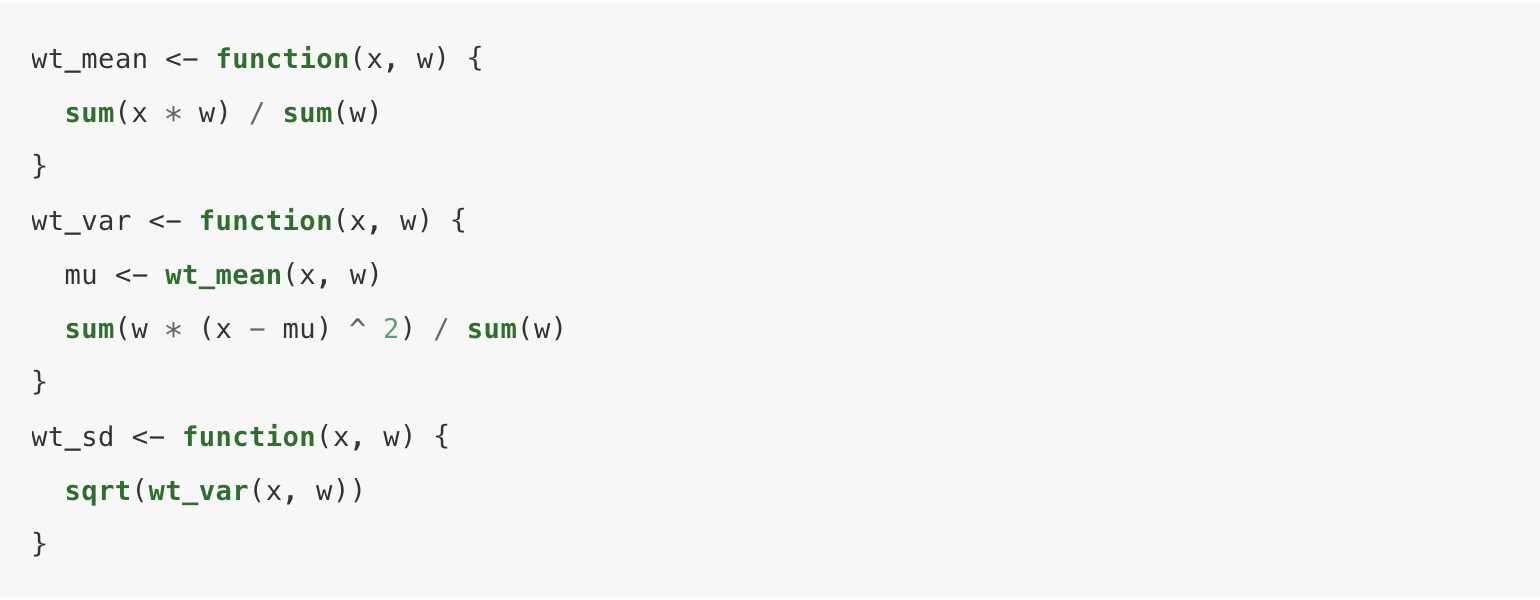 wt_mean <- function(x, w) {
  sum(x * w) / sum(w)
}
wt_var <- function(x, w) {
  mu <- wt_mean(x, w)
  sum(w * (x - mu) ^ 2) / sum(w)
}
wt_sd <- function(x, w) {
  sqrt(wt_var(x, w))
}